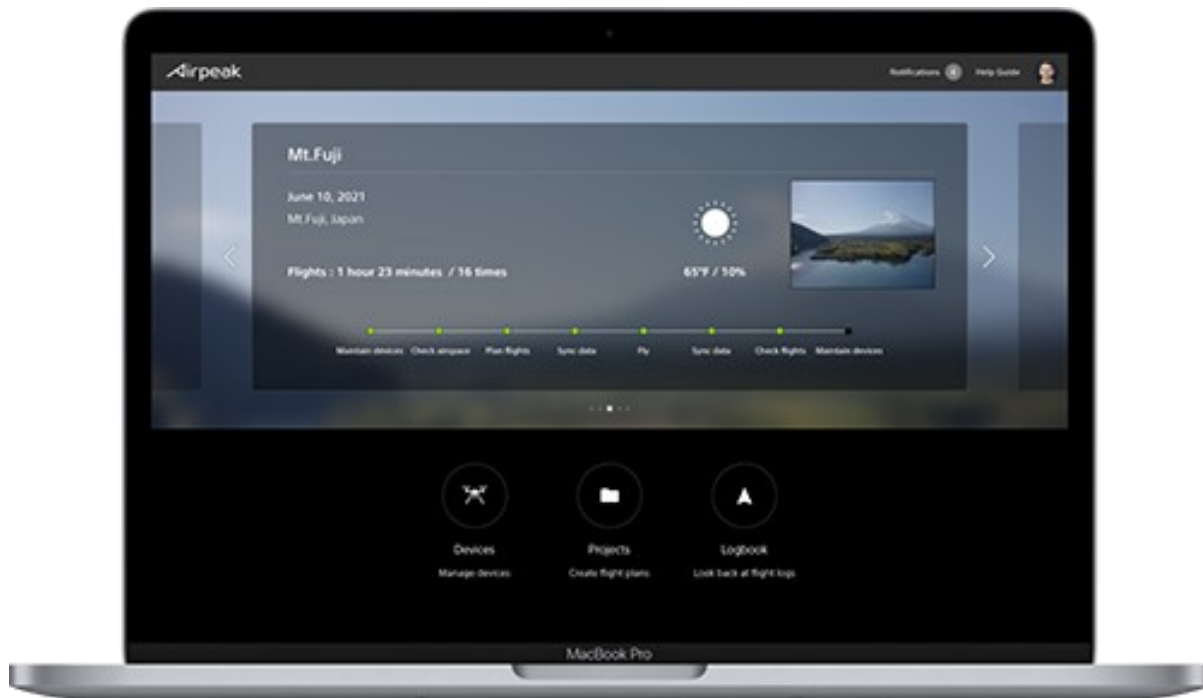 Airpeak
Notifications
Help Guide
Mt.Fuji
June 10, 2021
Mt.Fuji, Japan
Flights : 1 hour 23 minutes / 16 times
65°F / 10%
Maintain devices Check airspace Plan flights Sync data Fly Sync data Check flights Maintain devices
Devices Projects Logbook
Manage devices Create flight plans Look back at flight logs
MacBook Pro